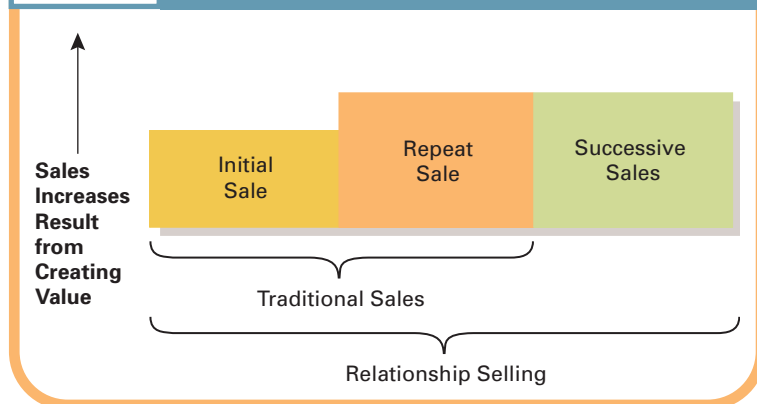 Sales
Increases
Result
from
Creating
Value
Initial
Sale
Repeat
Sale
Successive
Sales
Traditional Sales
Relationship Selling